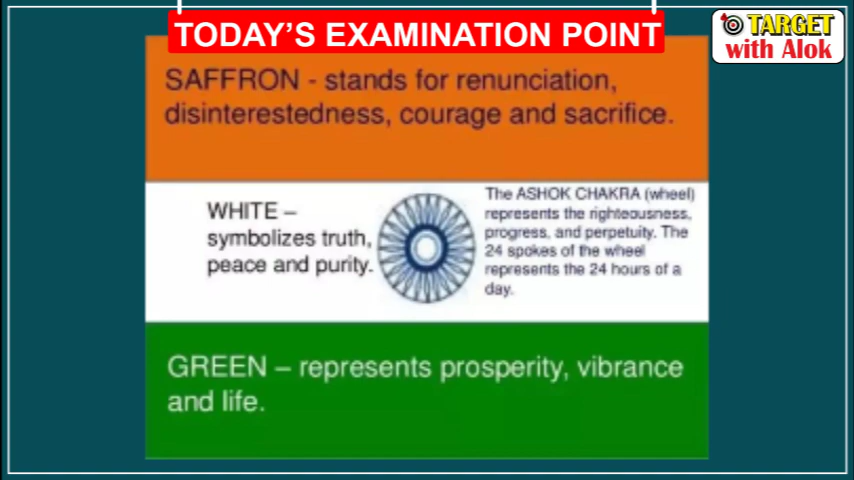 TODAY'S EXAMINATION POINT
TARGET
with Alok
SAFFRON - stands for renunciation,
disinterestedness, courage and sacrifice.
WHITE –
symbolizes truth,
peace and purity.
The ASHOK CHAKRA (wheel)
represents the righteousness,
progress, and perpetuity. The
24 spokes of the wheel
represents the 24 hours of a
day.
GREEN – represents prosperity, vibrance
and life.